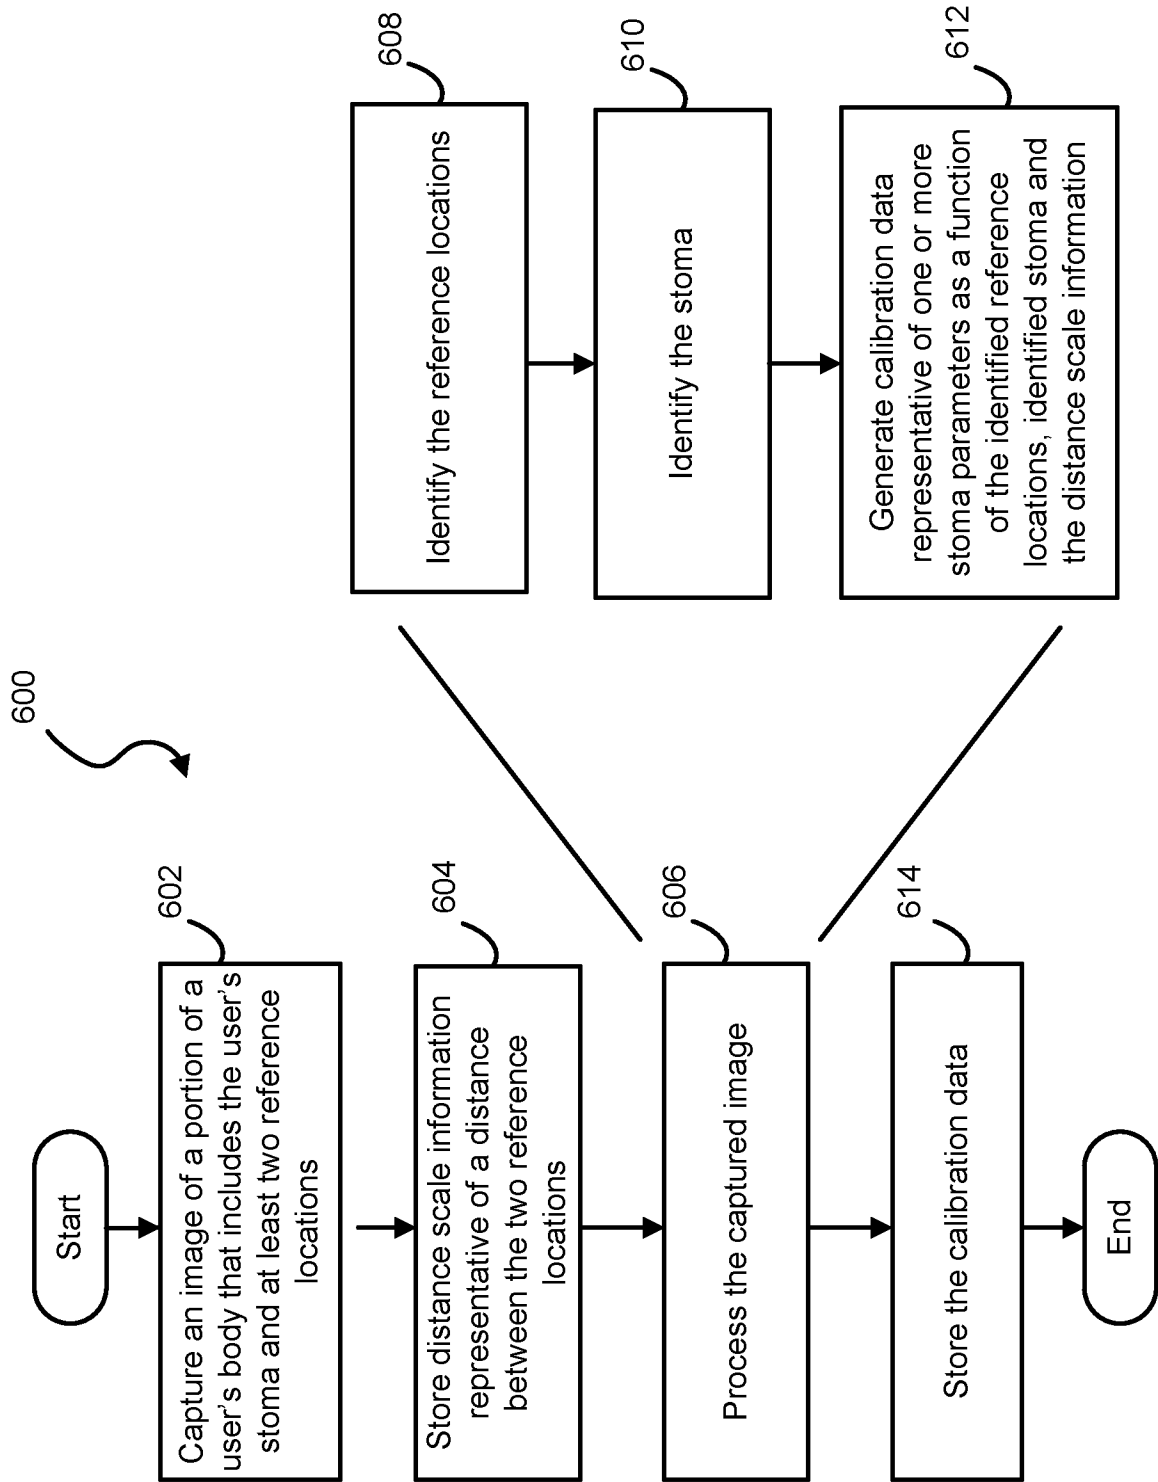 600
Start
602
Capture an image of a portion of a
user's body that includes the user's
stoma and at least two reference
locations
604
Store distance scale information
representative of a distance
between the two reference
locations
606
Process the captured image
608
Identify the reference locations
610
Identify the stoma
612
Generate calibration data
representative of one or more
stoma parameters as a function
of the identified reference
locations, identified stoma and
the distance scale information
614
Store the calibration data
End